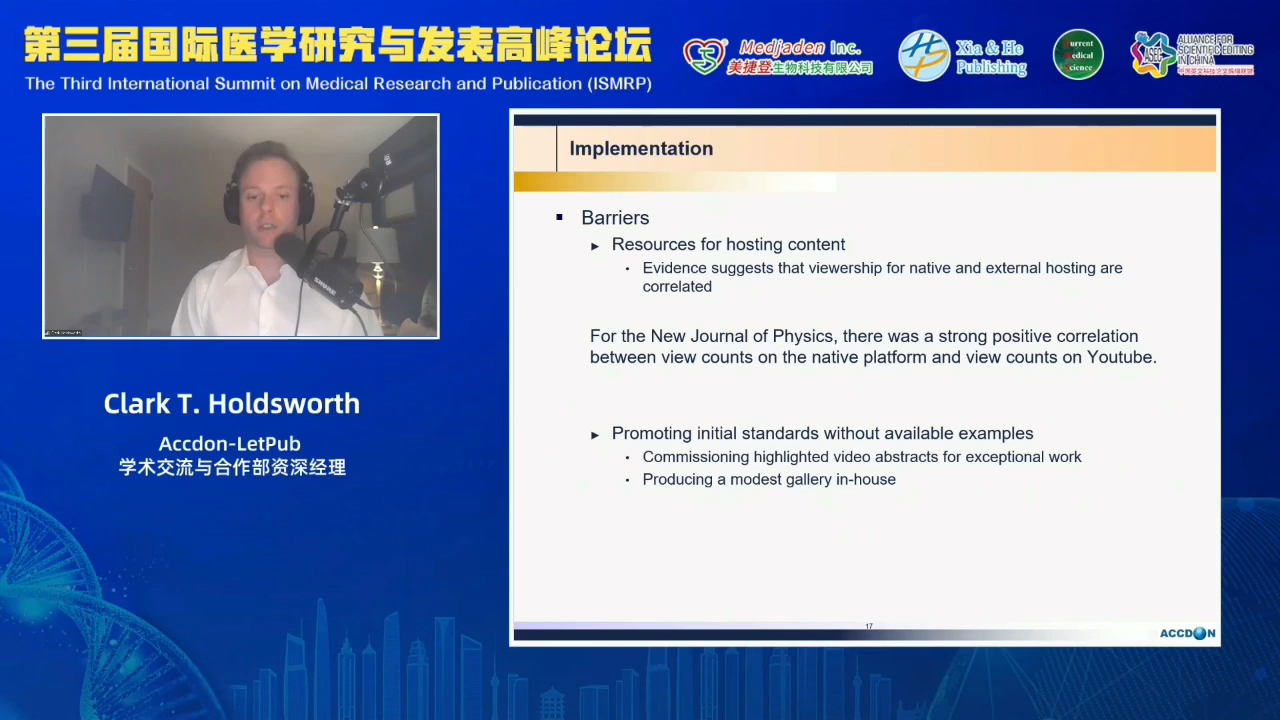 第三届国际医学研究与发表高峰论坛
The Third International Summit on Medical Research and Publication (ISMRP)
Medjaden Inc.
美捷登生物科技有限公司
Xia & He
Publishing
Current
Medical
Science
ALLIANCE FOR
SCIENTIFIC EDITING
IN CHINA
Implementation
▪ Barriers
► Resources for hosting content
• Evidence suggests that viewership for native and external hosting are
correlated
For the New Journal of Physics, there was a strong positive correlation
between view counts on the native platform and view counts on Youtube.
► Promoting initial standards without available examples
• Commissioning highlighted video abstracts for exceptional work
• Producing a modest gallery in-house
17
ACCDON
Clark T. Holdsworth
Accdon-LetPub
学术交流与合作部资深经理